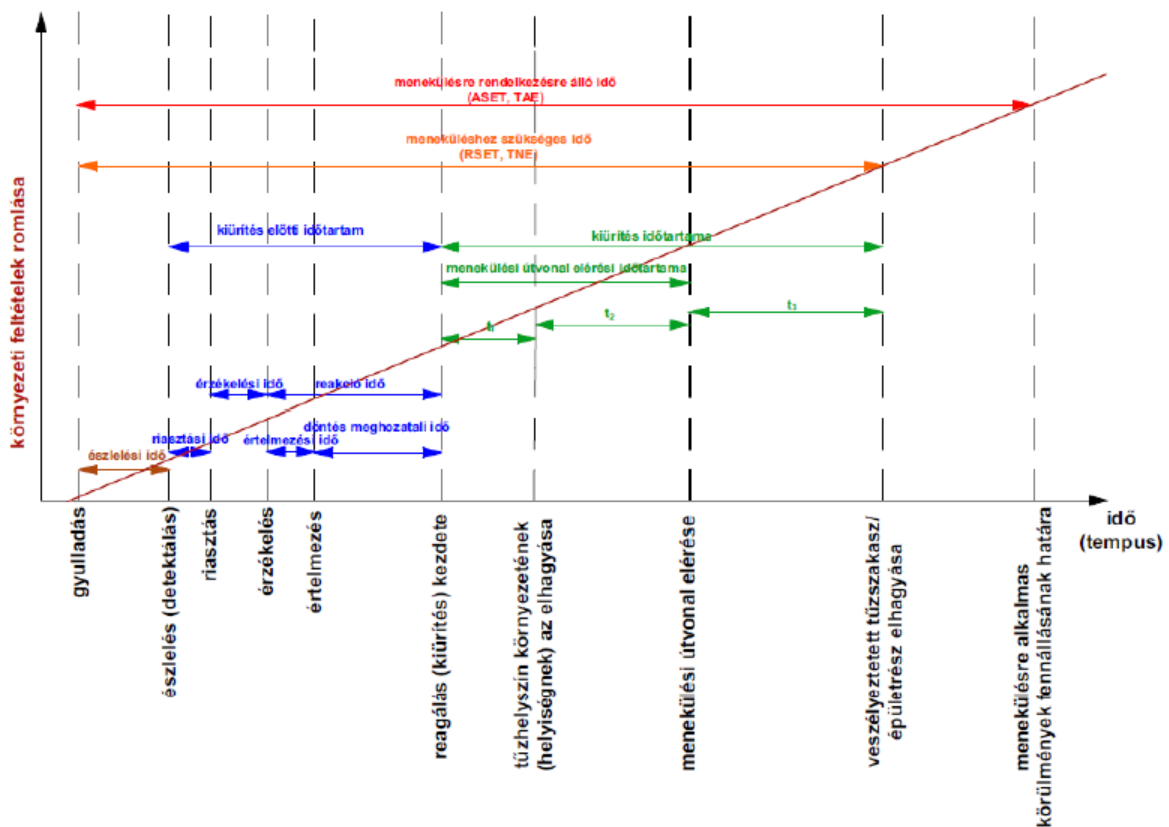 menekülésre rendelkezésre álló idő
(ASET, TAE)
meneküléshez szükséges idő
(RSET, TNE)
kiürítés előtti időtartam
kiürítés időtartama
menekülési útvonal elérési időtartama
t₁
t₂
t₃
érzékelési idő
reakció idő
riasztási idő
értelmezési idő
döntés meghozatali idő
észlelési idő
környezeti feltételek romlása
idő
(tempus)
gyulladás
észlelés (detektálás)
riasztás
érzékelés
értelmezés
reagálás (kiürítés) kezdete
tűzhelyszín környezetének
(helyiségnek) az elhagyása
menekülési útvonal elérése
veszélyeztetett tűzszakasz/
épületrész elhagyása
menekülésre alkalmas
körülmények fennállásának határa